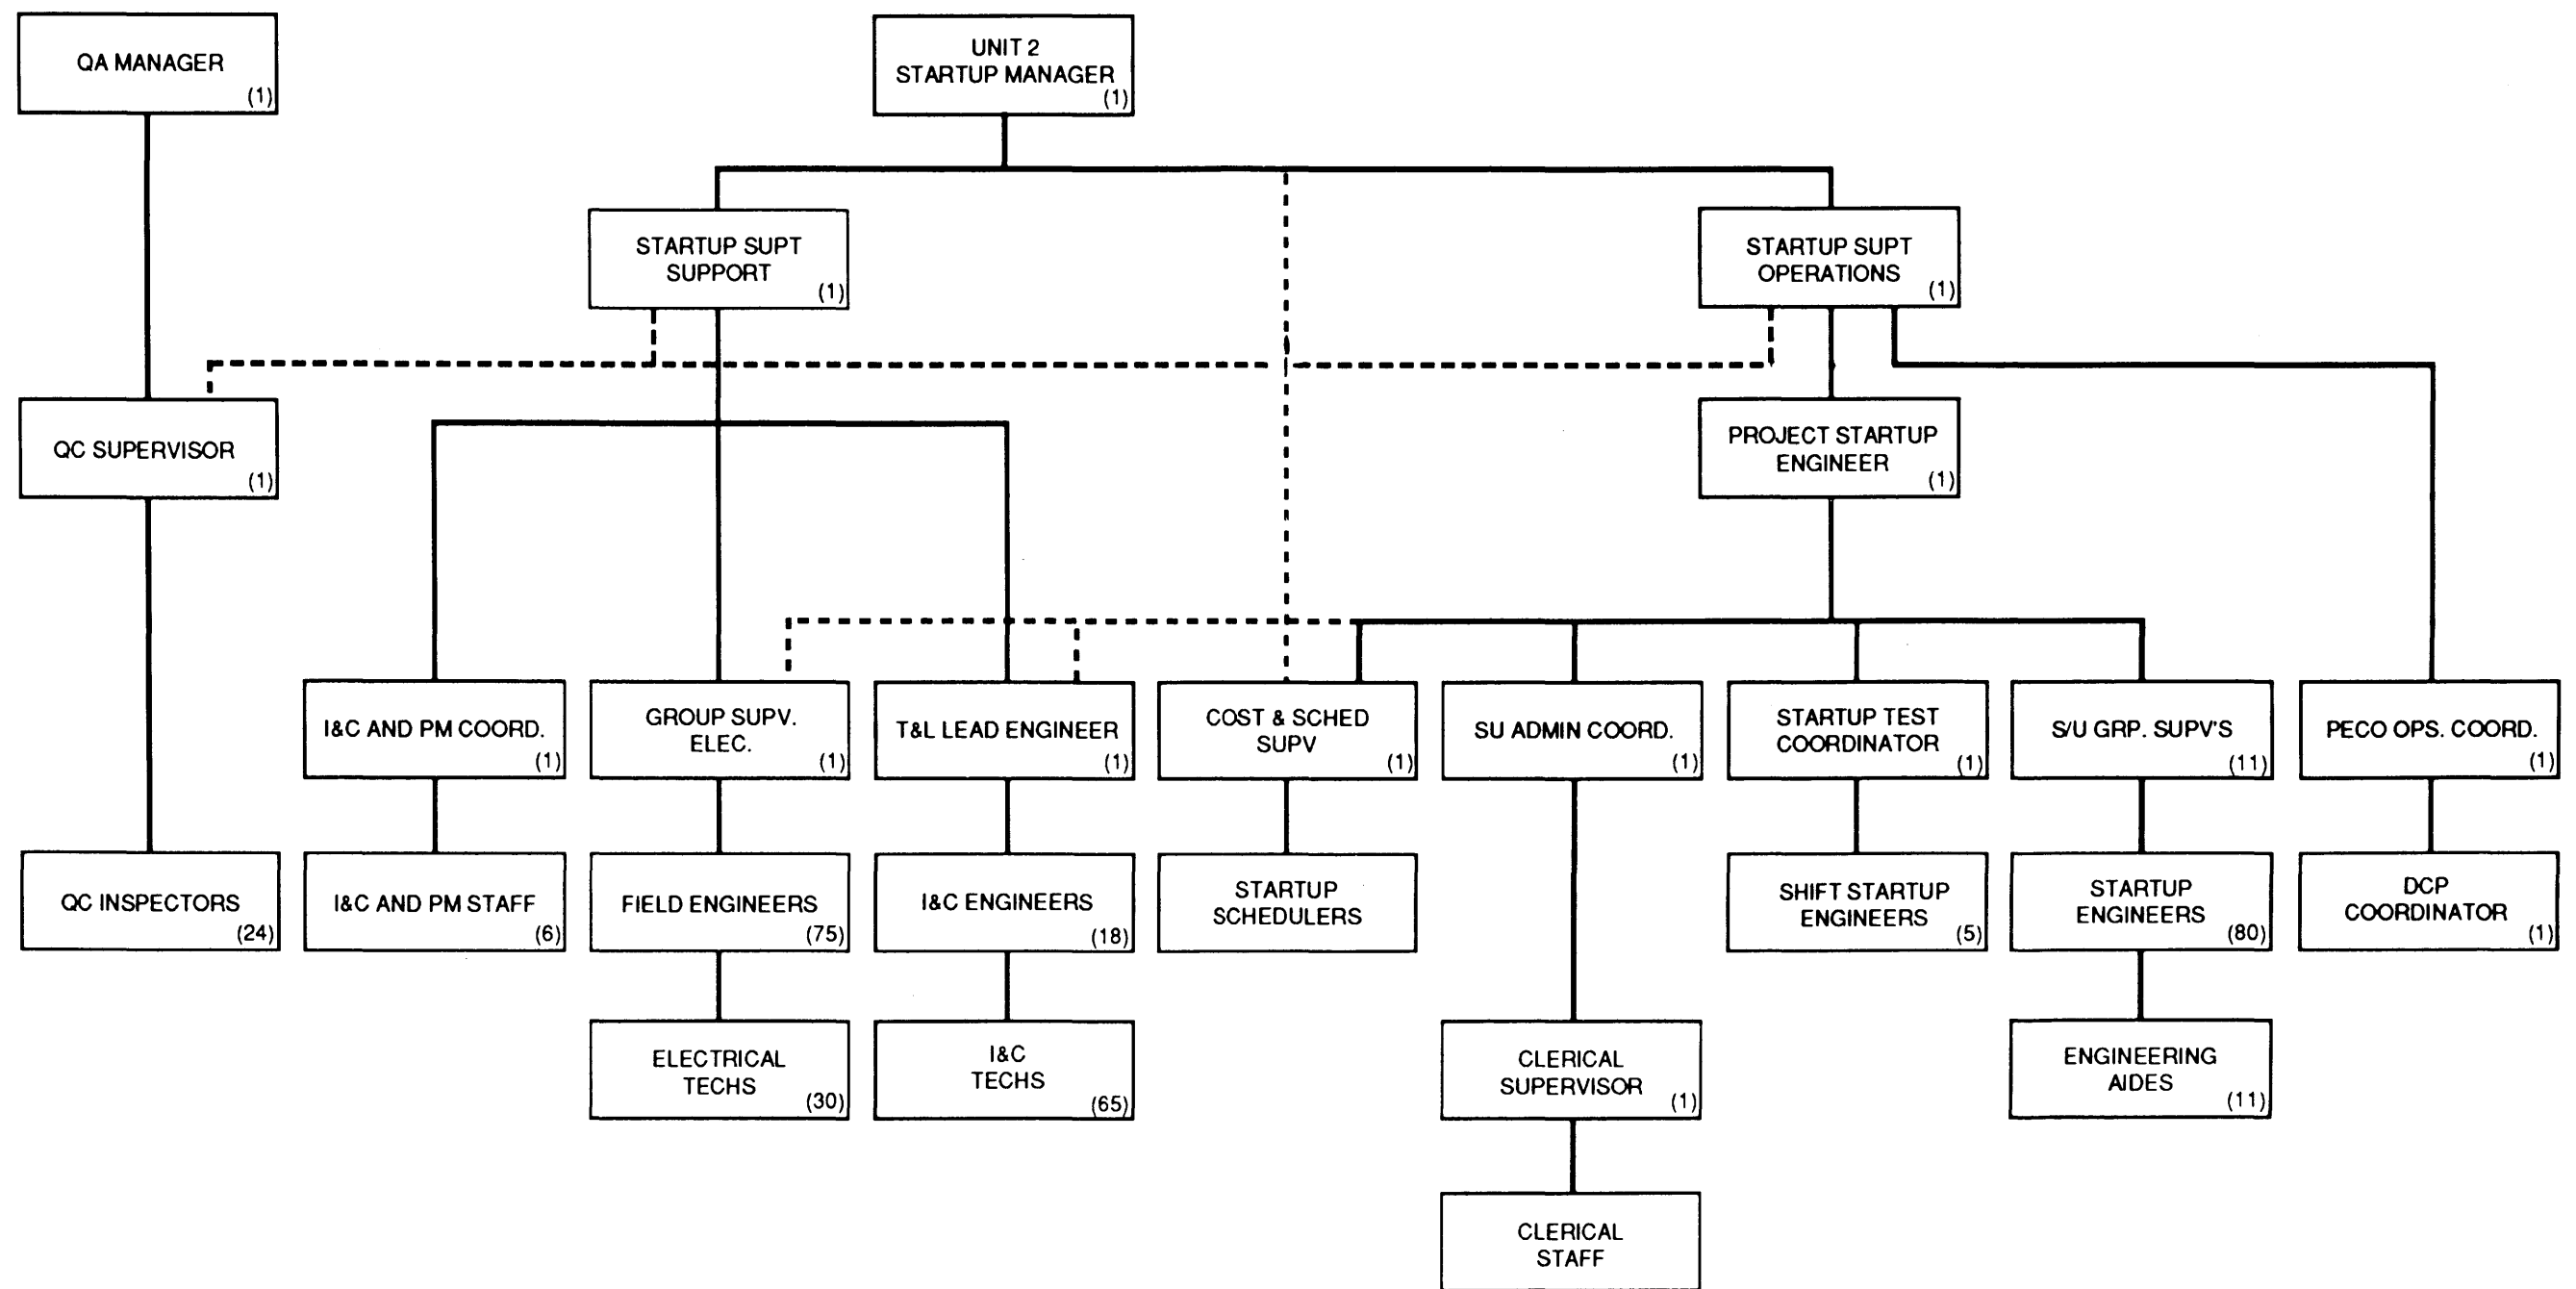 QA MANAGER
(1)
UNIT 2
STARTUP MANAGER
(1)
STARTUP SUPT
SUPPORT
(1)
STARTUP SUPT
OPERATIONS
(1)
QC SUPERVISOR
(1)
PROJECT STARTUP
ENGINEER
(1)
I&C AND PM COORD.
(1)
GROUP SUPV.
ELEC.
(1)
T&L LEAD ENGINEER
(1)
COST & SCHED
SUPV
(1)
SU ADMIN COORD.
(1)
STARTUP TEST
COORDINATOR
(1)
S/U GRP. SUPV'S
(11)
PECO OPS. COORD.
(1)
QC INSPECTORS
(24)
I&C AND PM STAFF
(6)
FIELD ENGINEERS
(75)
I&C ENGINEERS
(18)
STARTUP
SCHEDULERS
SHIFT STARTUP
ENGINEERS
(5)
STARTUP
ENGINEERS
(80)
DCP
COORDINATOR
(1)
ELECTRICAL
TECHS
(30)
I&C
TECHS
(65)
CLERICAL
SUPERVISOR
(1)
ENGINEERING
AIDES
(11)
CLERICAL
STAFF